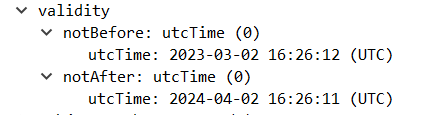 validity
notBefore: utcTime (0)
utcTime: 2023-03-02 16:26:12 (UTC)
notAfter: utcTime (0)
utcTime: 2024-04-02 16:26:11 (UTC)